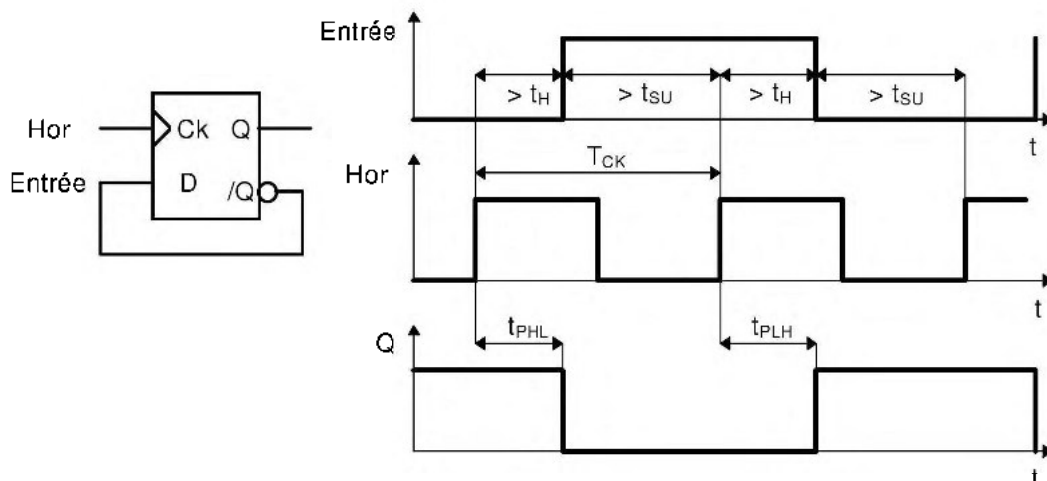 Hor
Entrée
Ck
Q
D
/Q
Entrée
> tH
> tSU
> tH
> tSU
t
Hor
TCK
t
Q
tPHL
tPLH
t